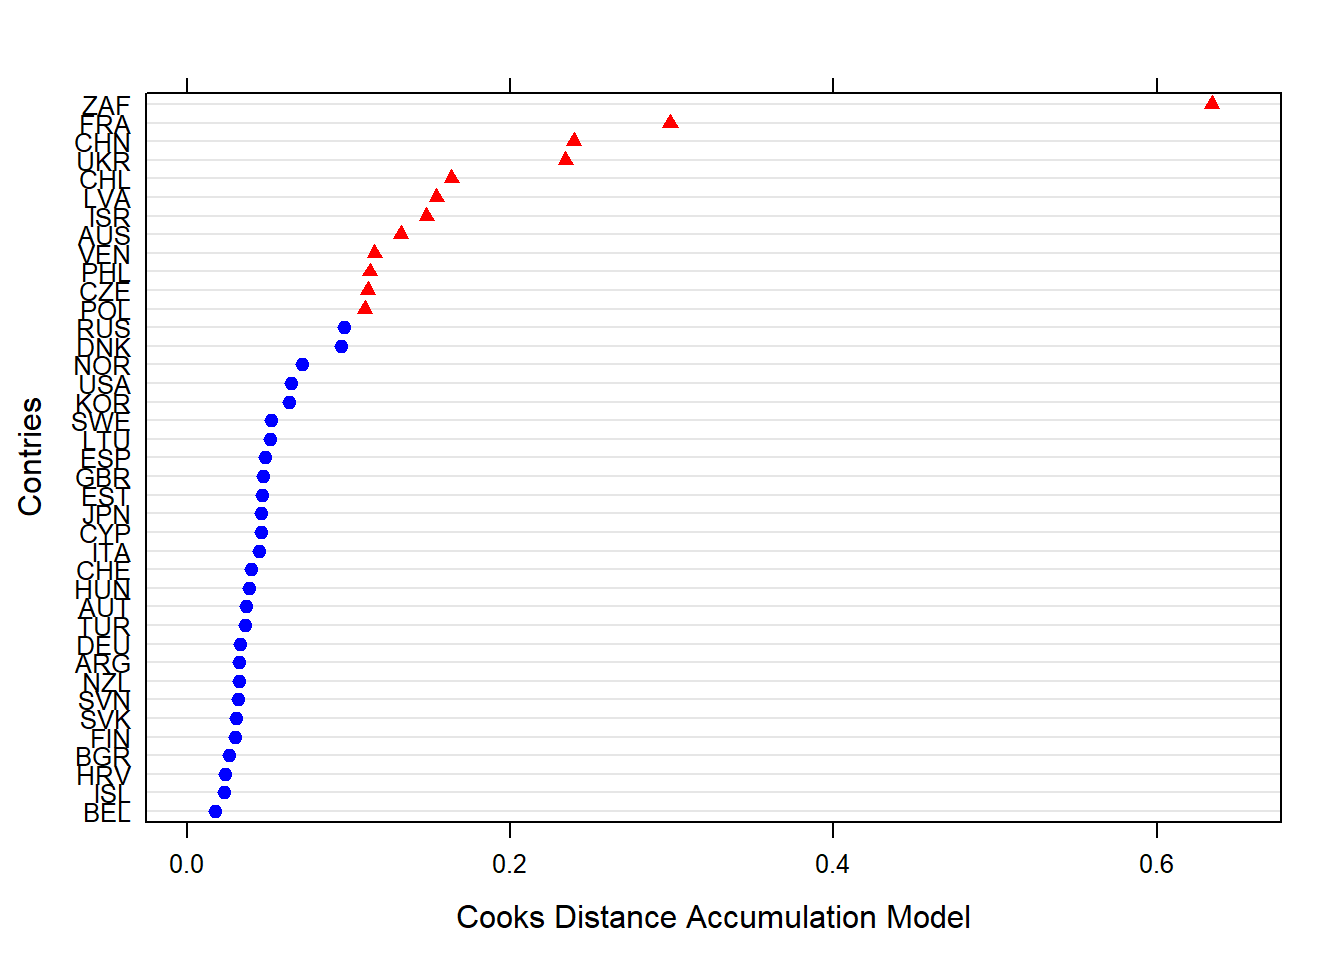 ZAF
FRA
CHN
UKR
CHL
LVA
ISR
AUS
VEN
PHL
CZE
POL
RUS
DNK
NOR
USA
KOR
SWE
LTU
ESP
GBR
EST
JPN
CYP
ITA
CHE
HUN
AUT
TUR
DEU
ARG
NZL
SVN
SVK
FIN
BGR
HRV
ISL
BEL
Contries
0.0 0.2 0.4 0.6
Cooks Distance Accumulation Model